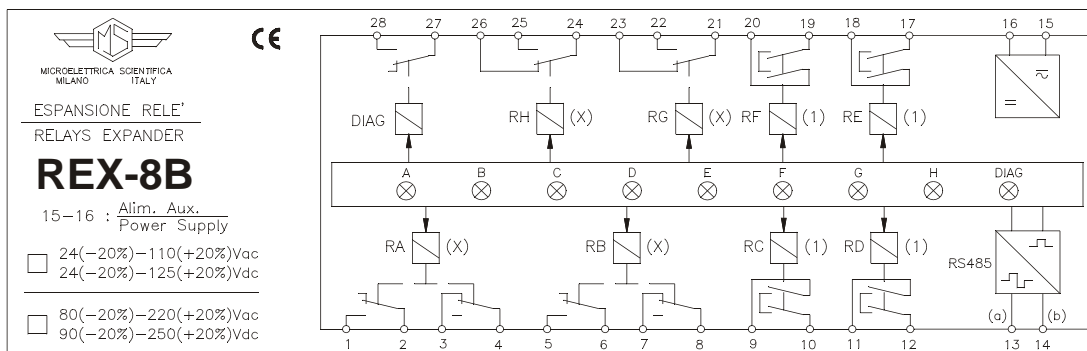 MS
CE
MICROELETTRICA SCIENTIFICA
MILANO ITALY
ESPANSIONE RELE'
RELAYS EXPANDER
REX-8B
15-16 : Alim. Aux.
Power Supply
24(-20%)-110(+20%)Vac
24(-20%)-125(+20%)Vdc
80(-20%)-220(+20%)Vac
90(-20%)-250(+20%)Vdc
28 27 26 25 24 23 22 21 20 19 18 17 16 15
DIAG RH (X) RG (X) RF (1) RE (1)
A B C D E F G H DIAG
RA (X) RB (X) RC (1) RD (1) RS485
(a) (b)
1 2 3 4 5 6 7 8 9 10 11 12 13 14